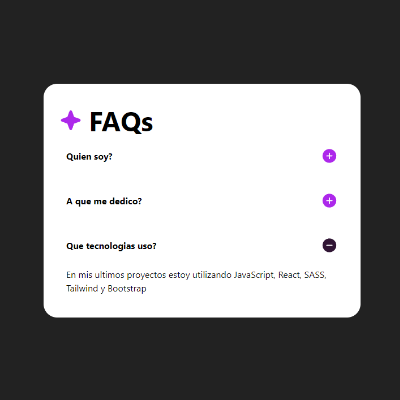 FAQs
Quien soy?
A que me dedico?
Que tecnologias uso?
En mis ultimos proyectos estoy utilizando JavaScript, React, SASS,
Tailwind y Bootstrap